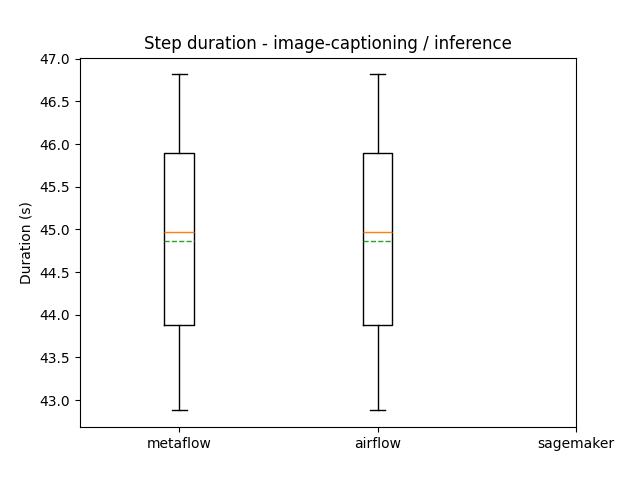 Step duration - image-captioning / inference
47.0
46.5
46.0
45.5
45.0
44.5
44.0
43.5
43.0
Duration (s)
metaflow
airflow
sagemaker